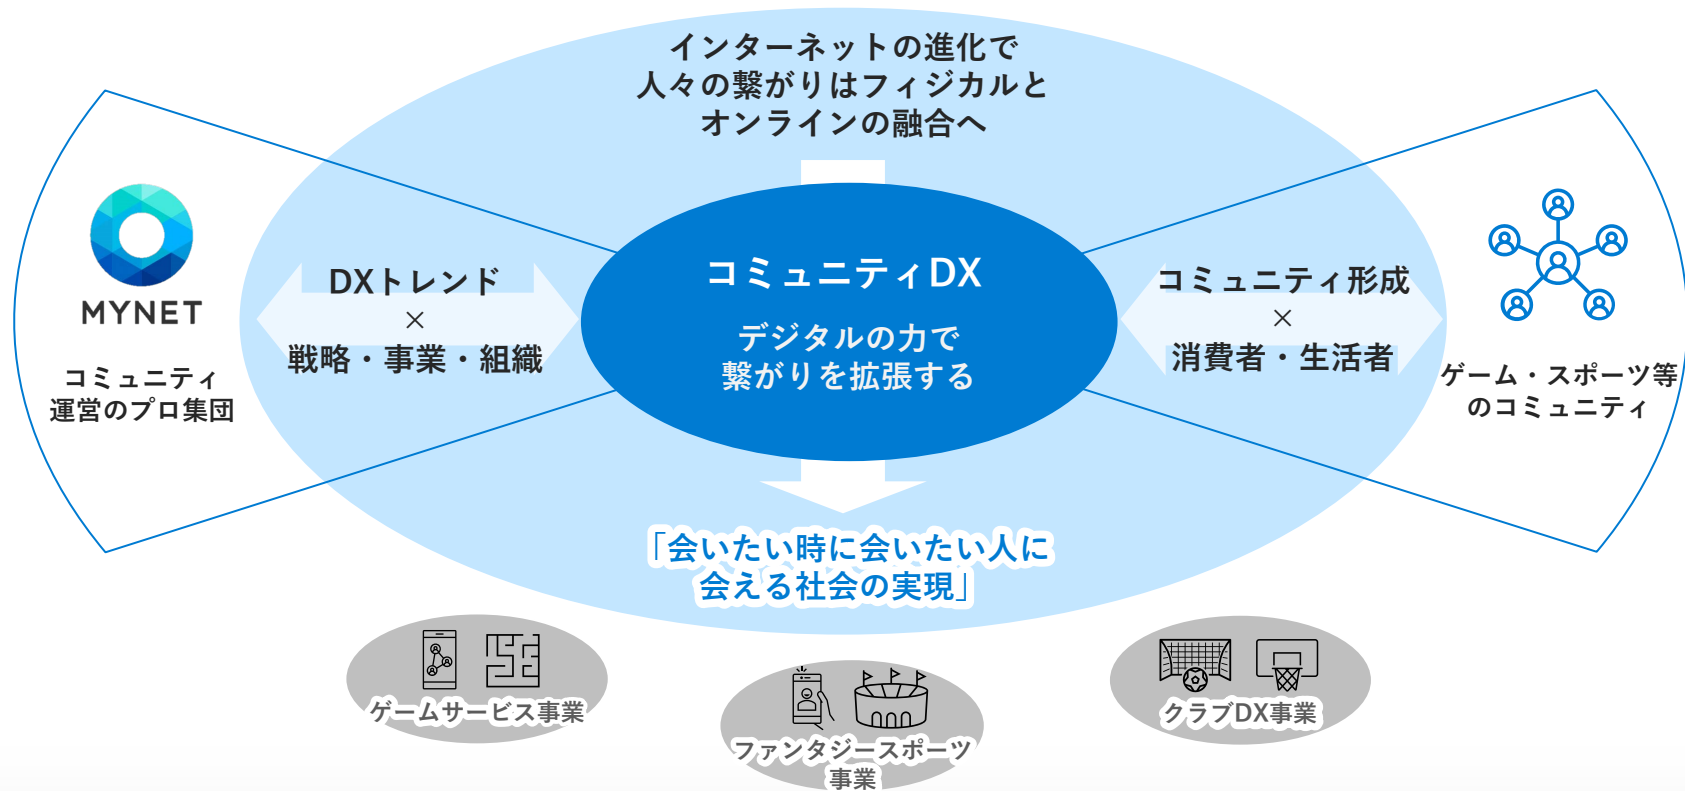 インターネットの進化で
人々の繋がりはフィジカルと
オンラインの融合へ
MYNET
コミュニティ
運営のプロ集団
DXトレンド
×
戦略・事業・組織
コミュニティDX
デジタルの力で
繋がりを拡張する
コミュニティ形成
×
消費者・生活者
ゲーム・スポーツ等
のコミュニティ
「会いたい時に会いたい人に
会える社会の実現」
ゲームサービス事業
ファンタジースポーツ
事業
クラブDX事業